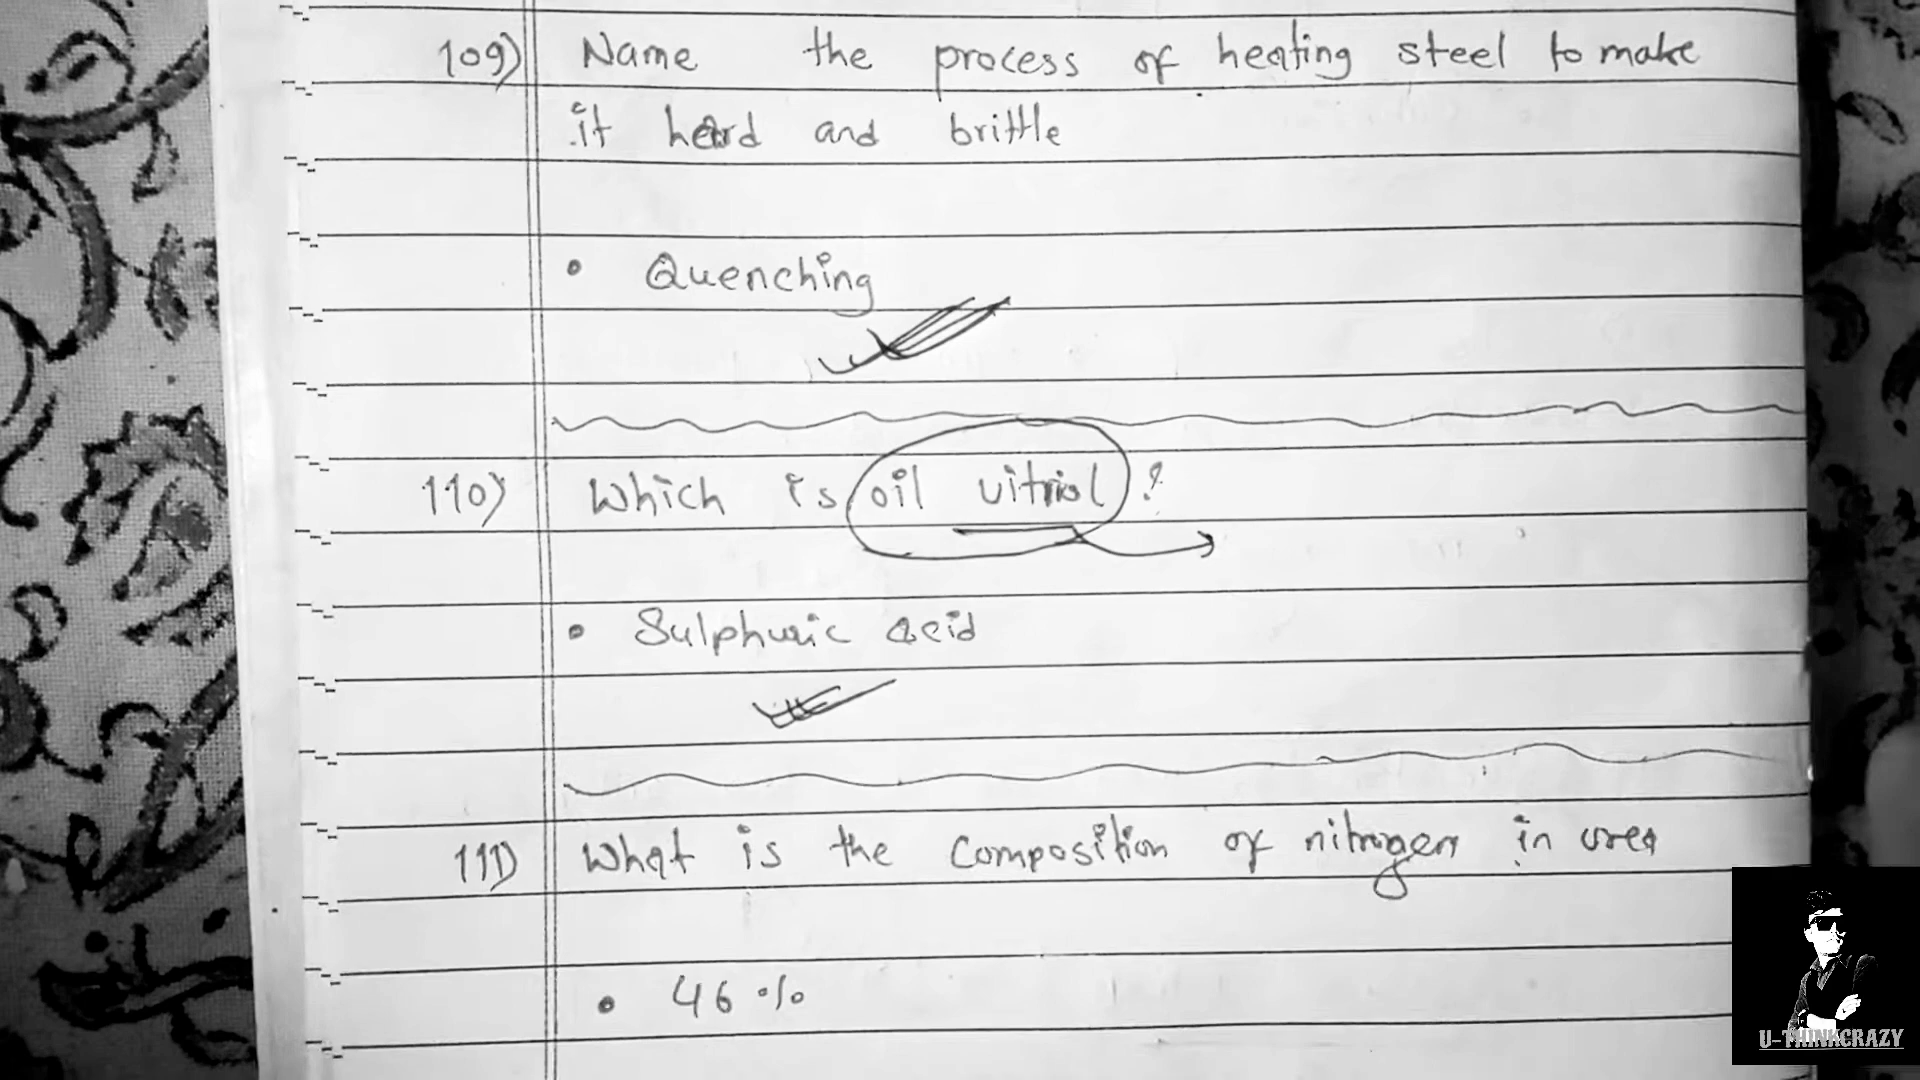 109) Name the process of heating steel to make
it hard and brittle
• Quenching
110) Which is oil vitriol ?
• Sulphuric acid
111) What is the composition of nitrogen in urea
• 46 %
U-THINKCRAZY